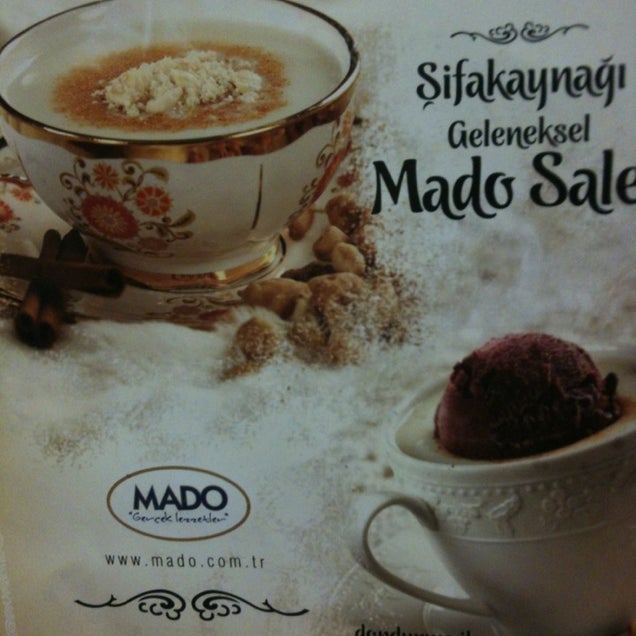 Şifakaynağı
Geleneksel
Mado Sale
MADO
"Gerçek lezzetler"
www.mado.com.tr